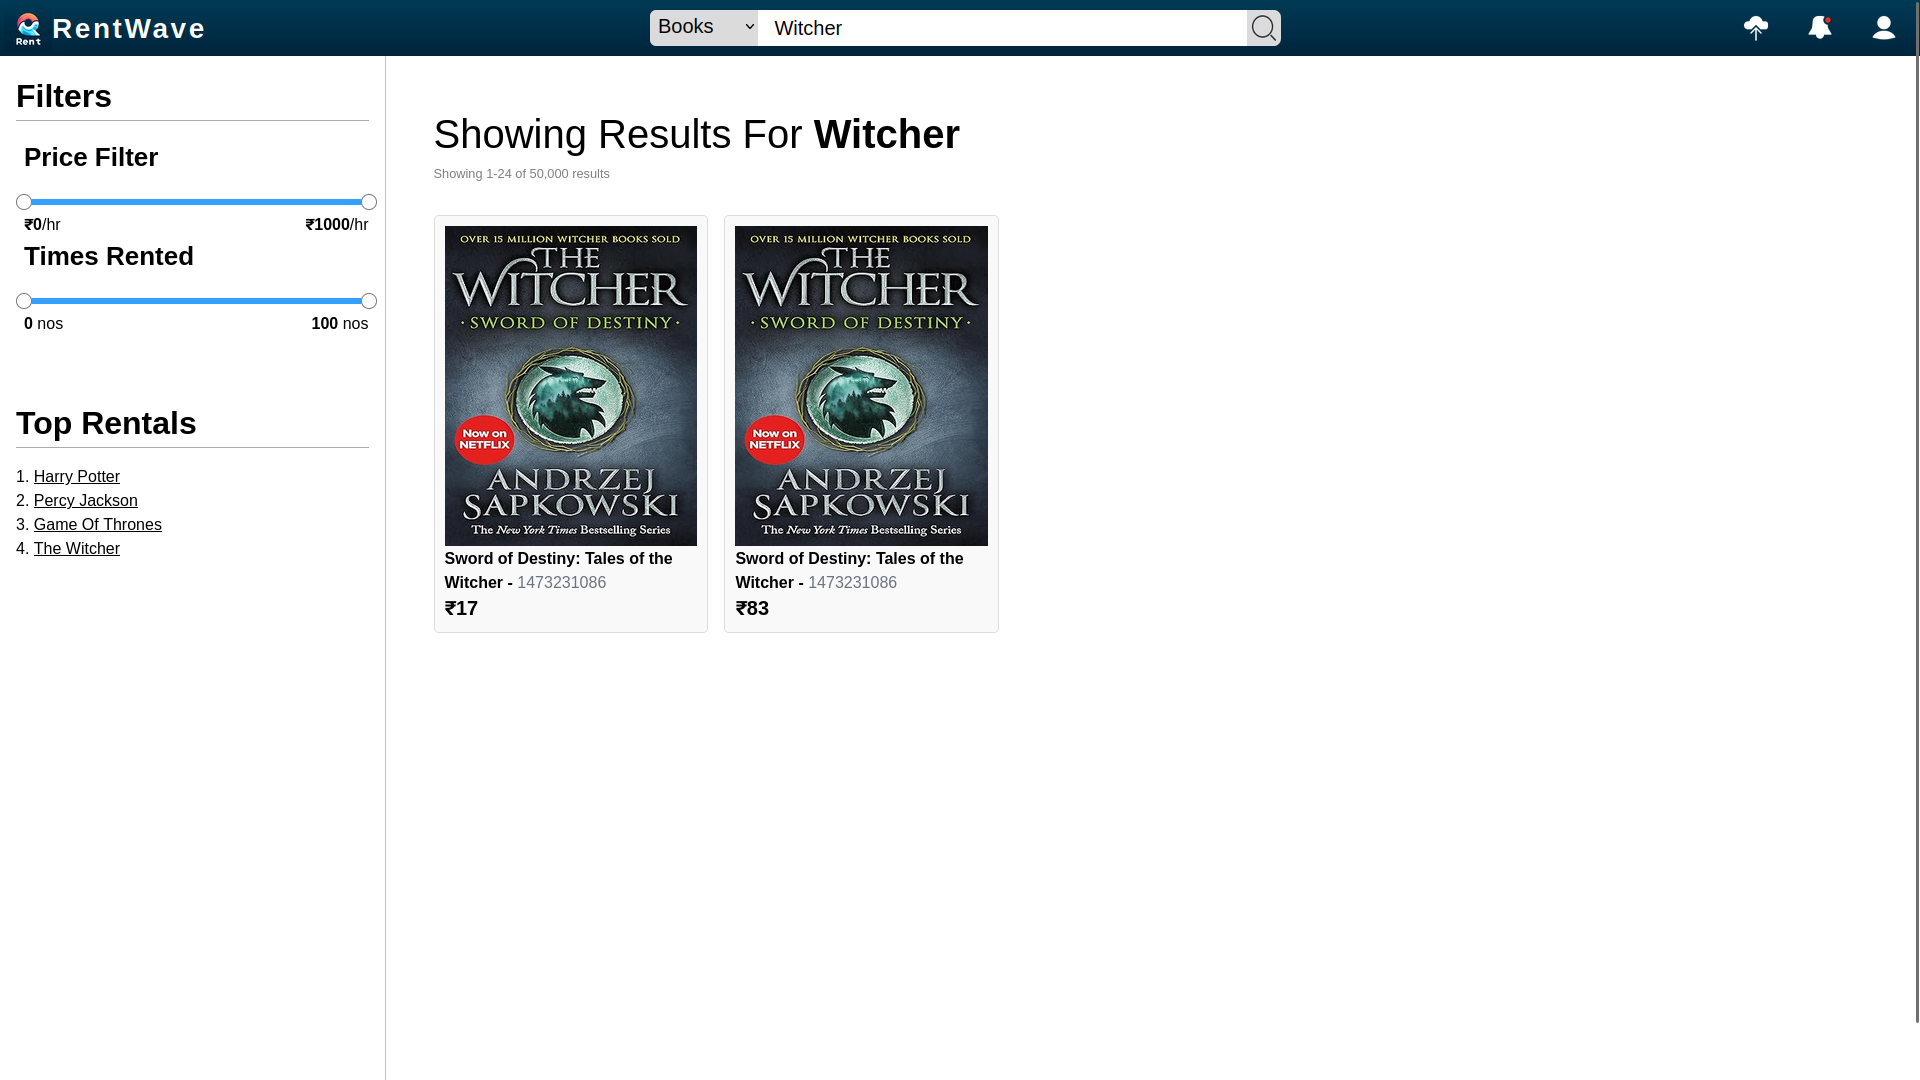 Rent
RentWave
Books
Witcher
Filters
Price Filter
₹0/hr
₹1000/hr
Times Rented
0 nos
100 nos
Top Rentals
1. Harry Potter
2. Percy Jackson
3. Game Of Thrones
4. The Witcher
Showing Results For Witcher
Showing 1-24 of 50,000 results
OVER 15 MILLION WITCHER BOOKS SOLD
THE
WITCHER
·SWORD OF DESTINY·
Now on
NETFLIX
ANDRZEJ
SAPKOWSKI
The New York Times Bestselling Series
Sword of Destiny: Tales of the
Witcher - 1473231086
₹17
OVER 15 MILLION WITCHER BOOKS SOLD
THE
WITCHER
·SWORD OF DESTINY·
Now on
NETFLIX
ANDRZEJ
SAPKOWSKI
The New York Times Bestselling Series
Sword of Destiny: Tales of the
Witcher - 1473231086
₹83